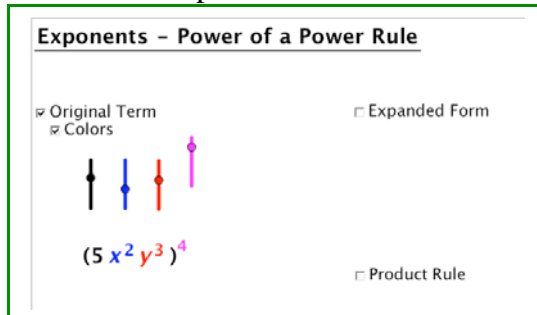 Exponents – Power of a Power Rule
Original Term
Expanded Form
Colors
(5 x² y³ )⁴
Product Rule